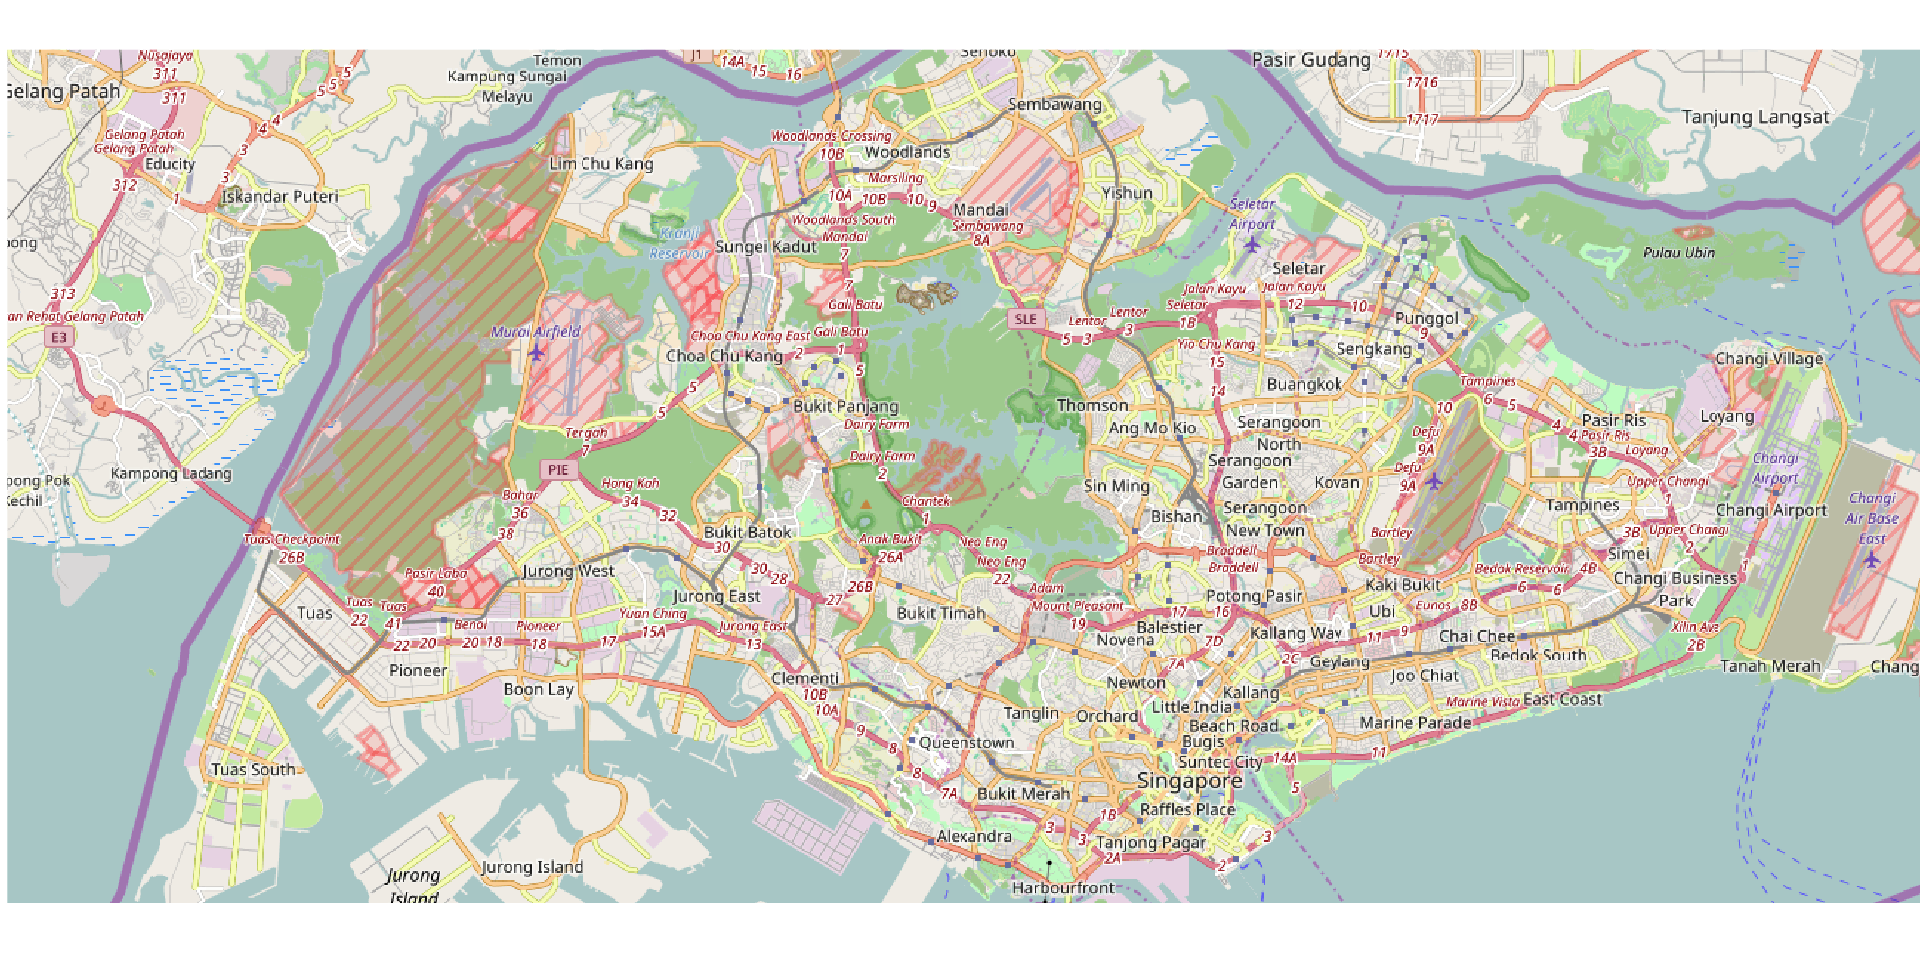 Nusajaya
311
311
5
5
5
Temon
Kampung Sungai
Melayu
J1
14A
15
16
Pasir Gudang
1716
1717
Tanjung Langsat
Gelang Patah
Gelang Patah
Gelang Patah
Educity
4
4
3
3
312
1
Iskandar Puteri
Lim Chu Kang
Sembawang
Woodlands Crossing
10B
Woodlands
Marsiling
10A
10B
10
9
Yishun
Mandai
Sembawang
8A
Woodlands South
Mandai
7
Seletar
Airport
Kranji
Reservoir
Sungei Kadut
Pulau Ubin
313
E3
Murai Airfield
7
Gali Batu
Gali Batu
Choa Chu Kang East
Choa Chu Kang
2
1
5
5
5
SLE
Lentor
Lentor
5
3
3
Seletar
Jalan Kayu
Seletar
Jalan Kayu
1B
12
10
Punggol
9
Yio Chu Kang
15
14
Sengkang
Buangkok
Changi Village
Bukit Panjang
Dairy Farm
Dairy Farm
2
Thomson
Ang Mo Kio
Serangoon
North
Serangoon
Garden
Serangoon
New Town
Kovan
Tampines
6
5
4
4
10
Defu
9A
Defu
9A
Pasir Ris
Pasir Ris
3B
Loyang
Loyang
Tergah
7
PIE
Kampong Ladang
Hong Kah
34
32
Bahar
36
38
Chantek
1
Sin Ming
Bishan
Upper Changi
1
Changi
Airport
Changi Airport
Changi
Air Base
East
Tampines
Upper Changi
2
3B
Simei
Tuas Checkpoint
26B
Bukit Batok
30
30
28
Anak Bukit
26A
26B
27
Neo Eng
Neo Eng
22
Adam
Mount Pleasant
19
Braddell
Braddell
Bartley
Bartley
Kaki Bukit
Bedok Reservoir
4B
6
6
Changi Business
Park
1
Pasir Laba
40
Jurong West
Jurong East
Bukit Timah
Potong Pasir
17
16
Ubi
Eunos
8B
Tuas
Tuas
22
Tuas
41
Benoi
Pioneer
22
20
20
18
18
17
Yuan Ching
15A
Jurong East
13
Balestier
Novena
7D
7A
Kallang Way
11
9
2C
Geylang
Chai Chee
Bedok South
Xilin Ave
2B
Tanah Merah
Pioneer
Boon Lay
Clementi
10B
10A
9
8
8
7A
Newton
Kallang
Joo Chiat
Marine Vista
East Coast
Tanglin
Orchard
Little India
Beach Road
Bugis
Suntec City
14A
Marine Parade
11
5
Queenstown
Tuas South
Bukit Merah
Singapore
Raffles Place
1B
3
3
3
Alexandra
Tanjong Pagar
2A
2
Harbourfront
Jurong Island
Jurong
Island